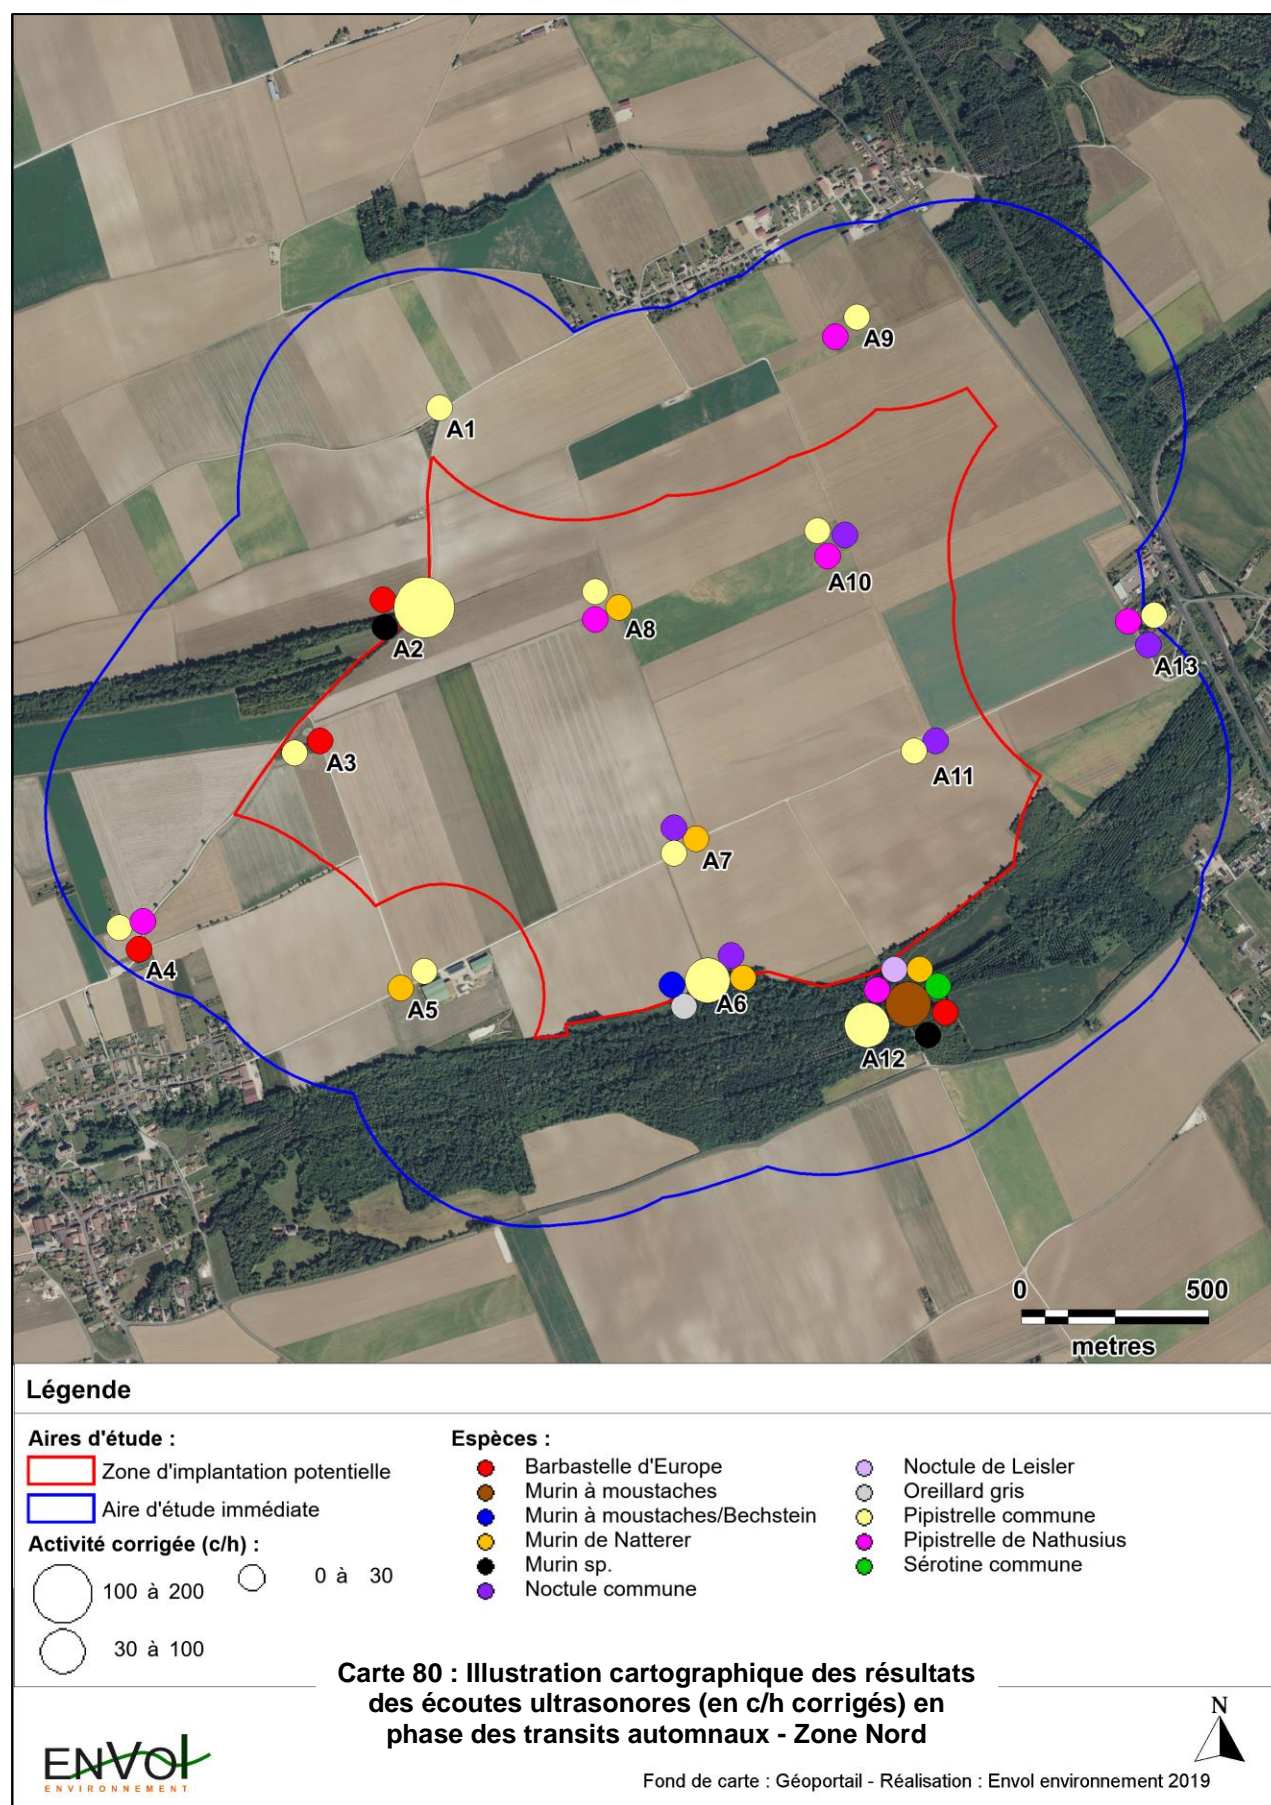 A9
A1
A10
A8
A2
A13
A3
A11
A7
A4
A5
A6
A12
0 500
metres
Légende
Aires d'étude :
Zone d'implantation potentielle
Aire d'étude immédiate
Activité corrigée (c/h) :
100 à 200
0 à 30
30 à 100
Espèces :
Barbastelle d'Europe
Murin à moustaches
Murin à moustaches/Bechstein
Murin de Natterer
Murin sp.
Noctule commune
Noctule de Leisler
Oreillard gris
Pipistrelle commune
Pipistrelle de Nathusius
Sérotine commune
Carte 80 : Illustration cartographique des résultats
des écoutes ultrasonores (en c/h corrigés) en
phase des transits automnaux - Zone Nord
N
ENVOl
ENVIRONNEMENT
Fond de carte : Géoportail - Réalisation : Envol environnement 2019